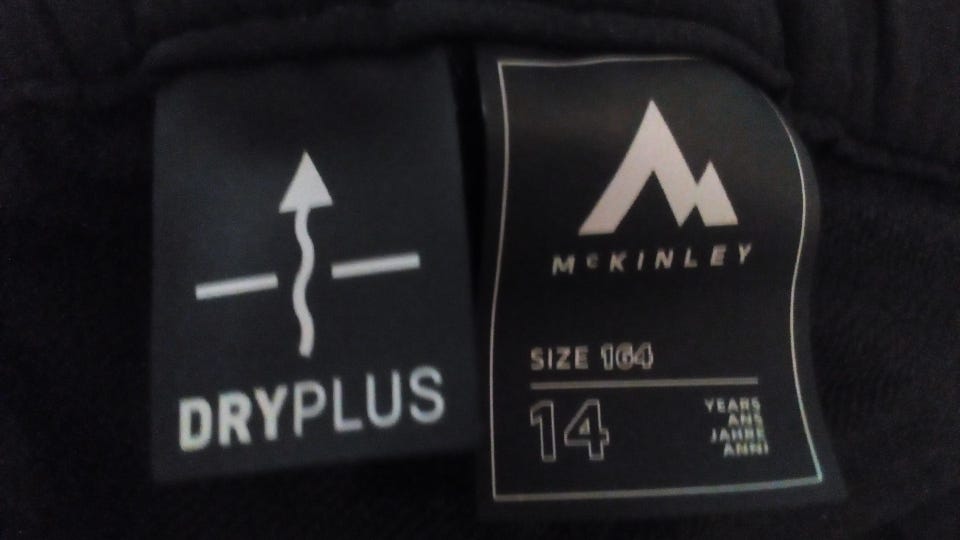 DRYPLUS
McKINLEY
SIZE 164
14
YEARS
ANS
JAHRE
ANNI